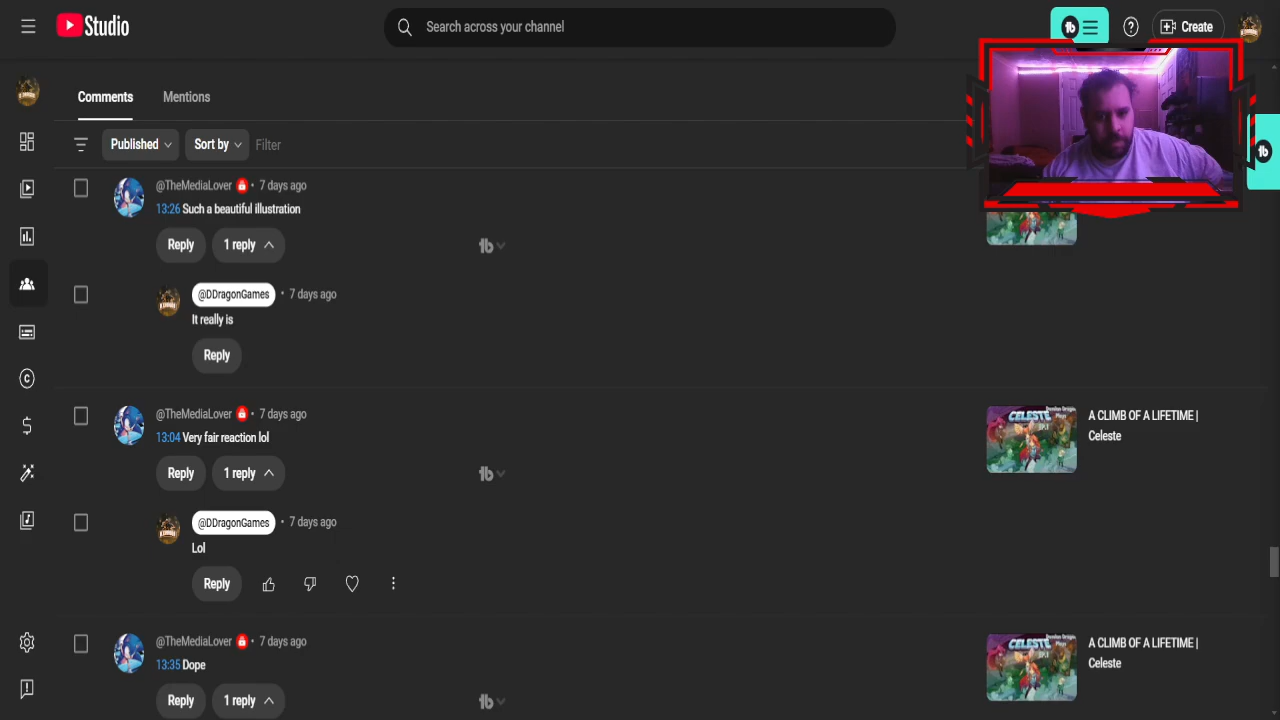 Studio
Search across your channel
Create
Comments
Mentions
Published
Sort by
Filter
@TheMediaLover • 7 days ago
13:26 Such a beautiful illustration
Reply
1 reply
@DDragonGames • 7 days ago
It really is
Reply
@TheMediaLover • 7 days ago
13:04 Very fair reaction lol
Reply
1 reply
CELESTE
A CLIMB OF A LIFETIME |
Celeste
@DDragonGames • 7 days ago
Lol
Reply
@TheMediaLover • 7 days ago
13:35 Dope
Reply
1 reply
CELESTE
A CLIMB OF A LIFETIME |
Celeste